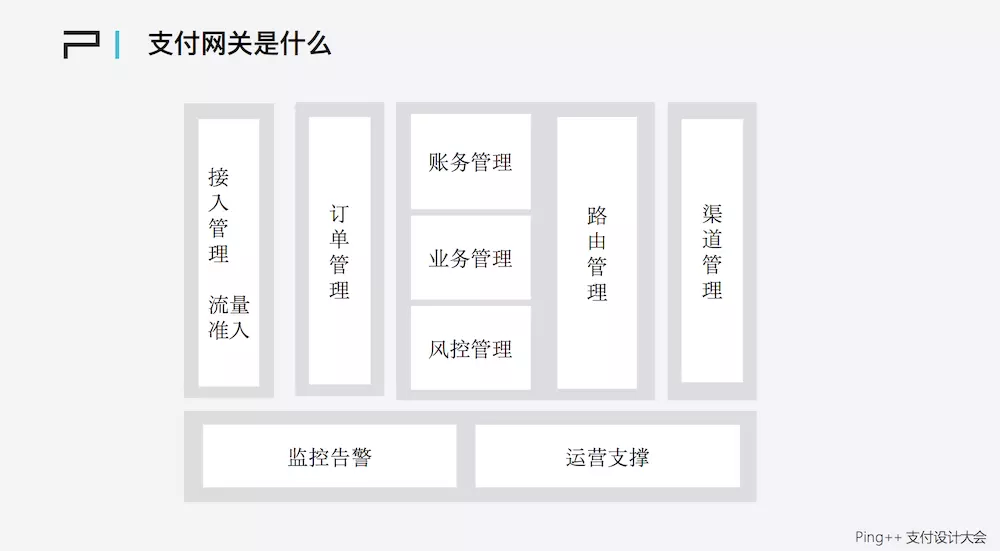 支付网关是什么
接
入
管
理
流量
准入
订
单
管
理
账务管理
业务管理
风控管理
路
由
管
理
渠
道
管
理
监控告警
运营支撑
Ping++ 支付设计大会